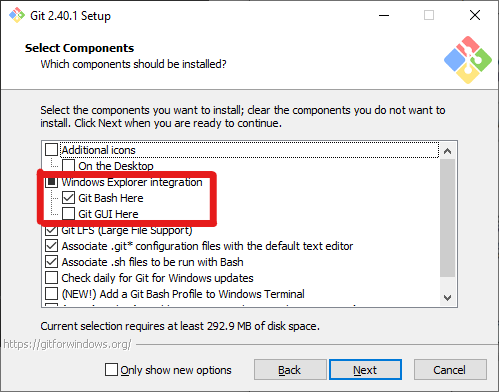 Git 2.40.1 Setup
Select Components
Which components should be installed?
Select the components you want to install; clear the components you do not want to
install. Click Next when you are ready to continue.
Additional icons
On the Desktop
Windows Explorer integration
Git Bash Here
Git GUI Here
Git LFS (Large File Support)
Associate .git* configuration files with the default text editor
Associate .sh files to be run with Bash
Check daily for Git for Windows updates
(NEW!) Add a Git Bash Profile to Windows Terminal
Current selection requires at least 292.9 MB of disk space.
https://gitforwindows.org/
Only show new options
Back
Next
Cancel